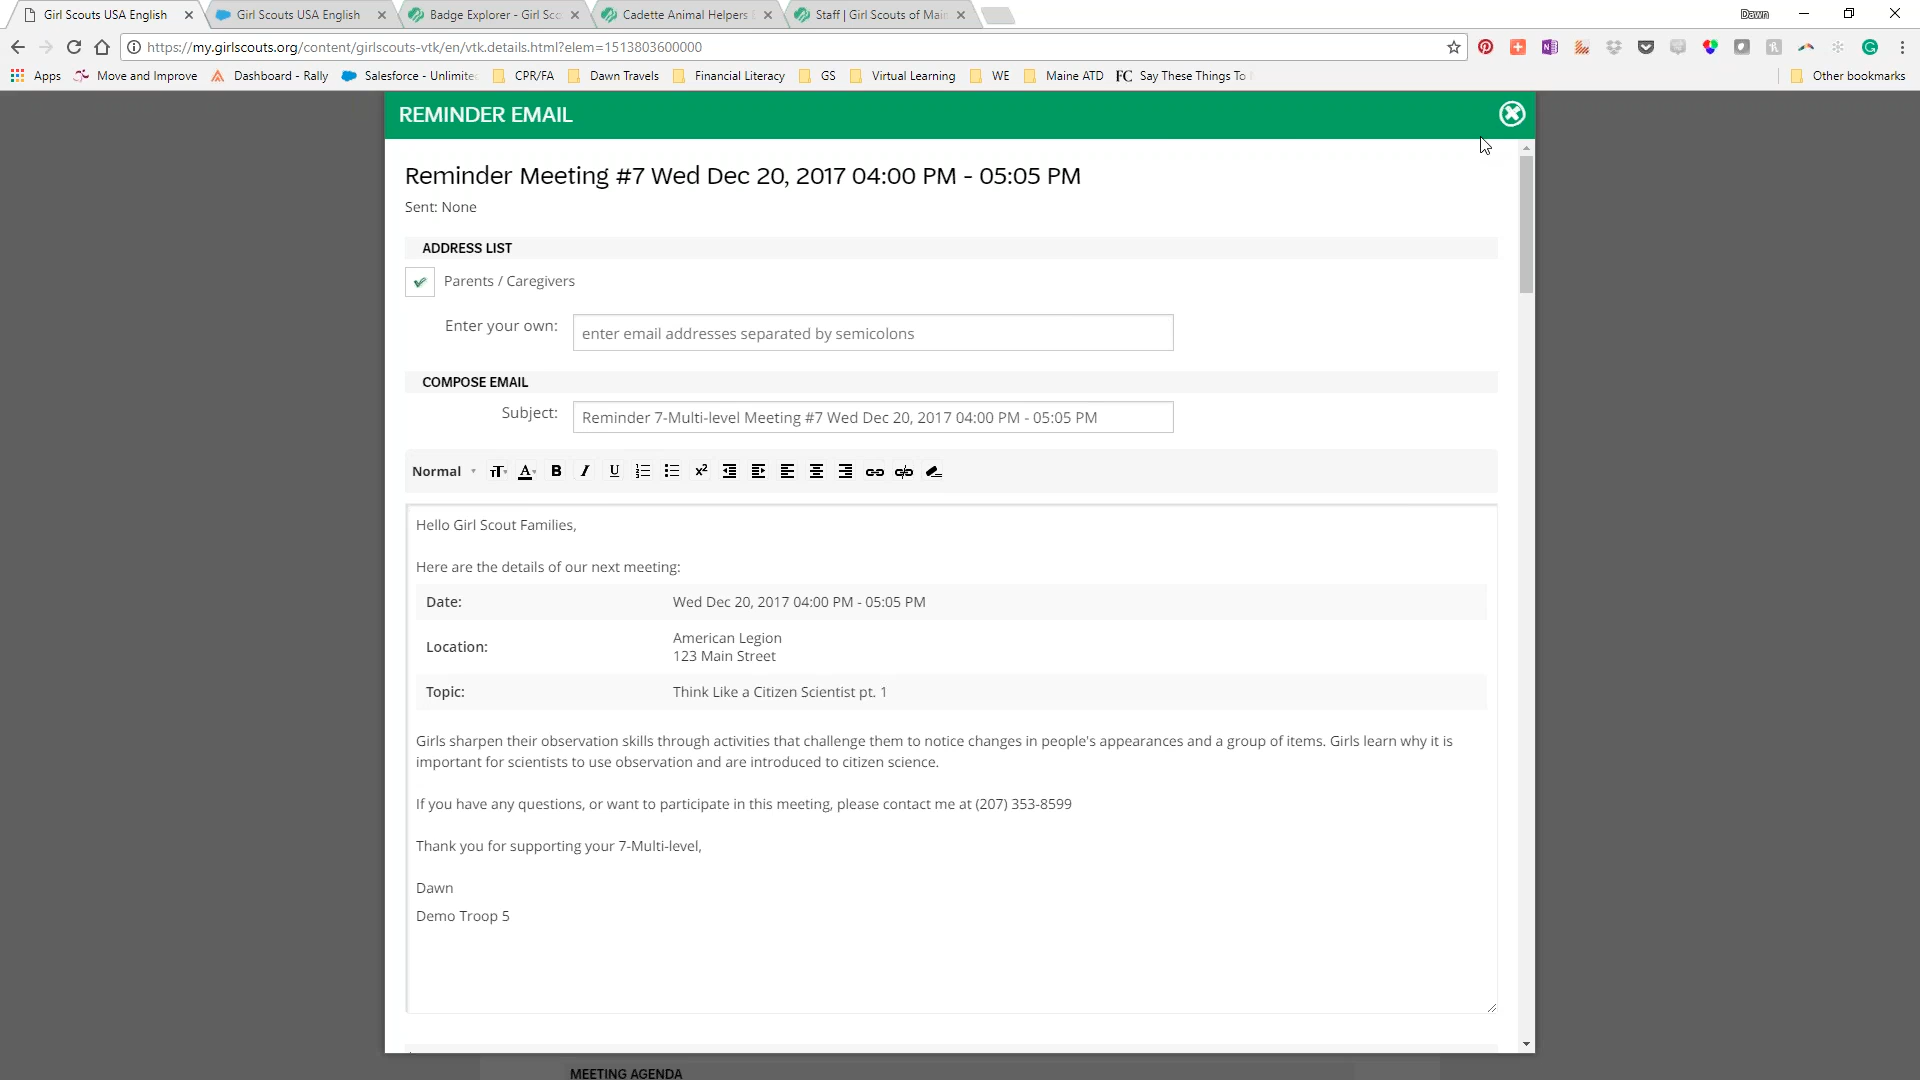 Girl Scouts USA English
Girl Scouts USA English
Badge Explorer - Girl Sc
Cadette Animal Helpers
Staff | Girl Scouts of Mai
Dawn
https://my.girlscouts.org/content/girlscouts-vtk/en/vtk.details.html?elem=1513803600000
Apps
Move and Improve
Dashboard - Rally
Salesforce - Unlimite
CPR/FA
Dawn Travels
Financial Literacy
GS
Virtual Learning
WE
Maine ATD
FC Say These Things To
Other bookmarks
REMINDER EMAIL
Reminder Meeting #7 Wed Dec 20, 2017 04:00 PM - 05:05 PM
Sent: None
ADDRESS LIST
Parents / Caregivers
Enter your own: enter email addresses separated by semicolons
COMPOSE EMAIL
Subject: Reminder 7-Multi-level Meeting #7 Wed Dec 20, 2017 04:00 PM - 05:05 PM
Normal
Hello Girl Scout Families,
Here are the details of our next meeting:
Date: Wed Dec 20, 2017 04:00 PM - 05:05 PM
Location: American Legion
123 Main Street
Topic: Think Like a Citizen Scientist pt. 1
Girls sharpen their observation skills through activities that challenge them to notice changes in people's appearances and a group of items. Girls learn why it is
important for scientists to use observation and are introduced to citizen science.
If you have any questions, or want to participate in this meeting, please contact me at (207) 353-8599
Thank you for supporting your 7-Multi-level,
Dawn
Demo Troop 5
MEETING AGENDA